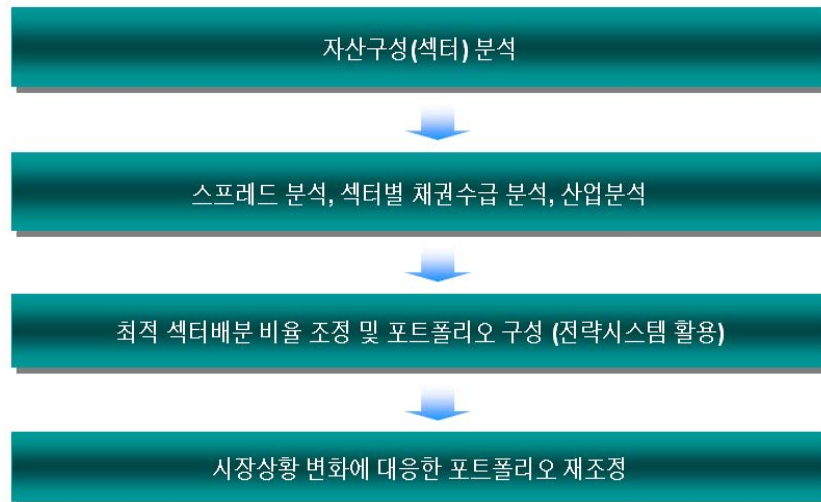 자산구성(섹터) 분석
스프레드 분석, 섹터별 채권수급 분석, 산업분석
최적 섹터배분 비율 조정 및 포트폴리오 구성 (전략시스템 활용)
시장상황 변화에 대응한 포트폴리오 재조정